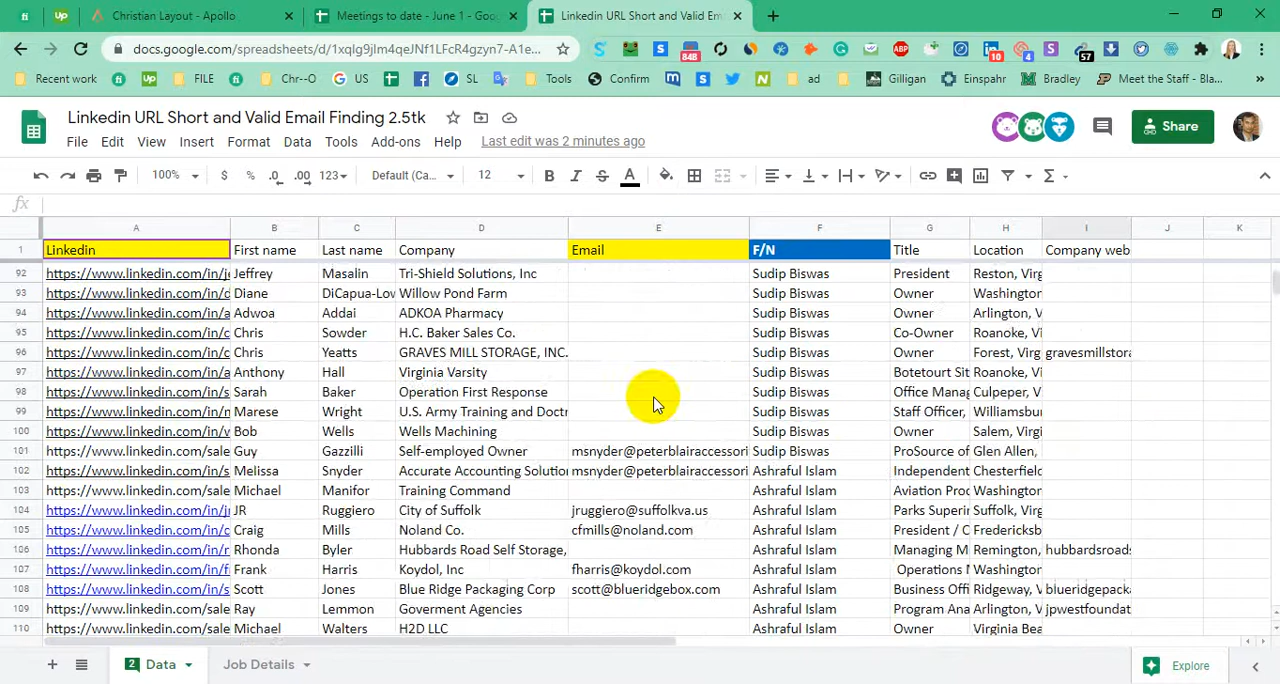 Christian Layout - Apollo
Meetings to date - June 1 - Goo
Linkedin URL Short and Valid Em
docs.google.com/spreadsheets/d/1xqIg9jlm4qeJNf1LFcR4gzyn7-A1e...
Recent work
FILE
Chr--O
US
SL
Tools
Confirm
ad
Gilligan
Einspahr
Bradley
Meet the Staff - Bla...
»
Linkedin URL Short and Valid Email Finding 2.5tk
Share
File Edit View Insert Format Data Tools Add-ons Help Last edit was 2 minutes ago
100% $ % .0 .00 123 Default (Ca... 12 B I S A
fx
A B C D E F G H I J K
1 Linkedin First name Last name Company Email F/N Title Location Company web
92 https://www.linkedin.com/in/je Jeffrey Masalin Tri-Shield Solutions, Inc Sudip Biswas President Reston, Virg
93 https://www.linkedin.com/in/d Diane DiCapua-Lov Willow Pond Farm Sudip Biswas Owner Washington
94 https://www.linkedin.com/in/a Adwoa Addai ADKOA Pharmacy Sudip Biswas Owner Arlington, V
95 https://www.linkedin.com/in/c Chris Sowder H.C. Baker Sales Co. Sudip Biswas Co-Owner Roanoke, Vi
96 https://www.linkedin.com/in/c Chris Yeatts GRAVES MILL STORAGE, INC. Sudip Biswas Owner Forest, Virg gravesmillstora
97 https://www.linkedin.com/in/a Anthony Hall Virginia Varsity Sudip Biswas Botetourt Sit Roanoke, Vi
98 https://www.linkedin.com/in/s Sarah Baker Operation First Response Sudip Biswas Office Mana Culpeper, Vi
99 https://www.linkedin.com/in/m Marese Wright U.S. Army Training and Doctr Sudip Biswas Staff Officer, Williamsbur
100 https://www.linkedin.com/in/b Bob Wells Wells Machining Sudip Biswas Owner Salem, Virg
101 https://www.linkedin.com/sale Guy Gazzilli Self-employed Owner msnyder@peterblairaccessori Sudip Biswas ProSource of Glen Allen,
102 https://www.linkedin.com/in/m Melissa Snyder Accurate Accounting Solutio msnyder@peterblairaccessori Ashraful Islam Independent Chesterfield
103 https://www.linkedin.com/sale Michael Manifor Training Command Ashraful Islam Aviation Proc Washington
104 https://www.linkedin.com/in/j JR Ruggiero City of Suffolk jruggiero@suffolkva.us Ashraful Islam Parks Superi Suffolk, Virg
105 https://www.linkedin.com/in/c Craig Mills Noland Co. cfmills@noland.com Ashraful Islam President / C Fredericksb
106 https://www.linkedin.com/in/r Rhonda Byler Hubbards Road Self Storage, Ashraful Islam Managing M Remington, hubbardsroads
107 https://www.linkedin.com/in/f Frank Harris Koydol, Inc fharris@koydol.com Ashraful Islam Operations Washington
108 https://www.linkedin.com/in/s Scott Jones Blue Ridge Packaging Corp scott@blueridgebox.com Ashraful Islam Business Offi Ridgeway, V blueridgepack
109 https://www.linkedin.com/sale Ray Lemmon Goverment Agencies Ashraful Islam Program Ana Arlington, V jpwestfoundat
110 https://www.linkedin.com/sale Michael Walters H2D LLC Ashraful Islam Owner Virginia Bea
+ 2 Data Job Details Explore